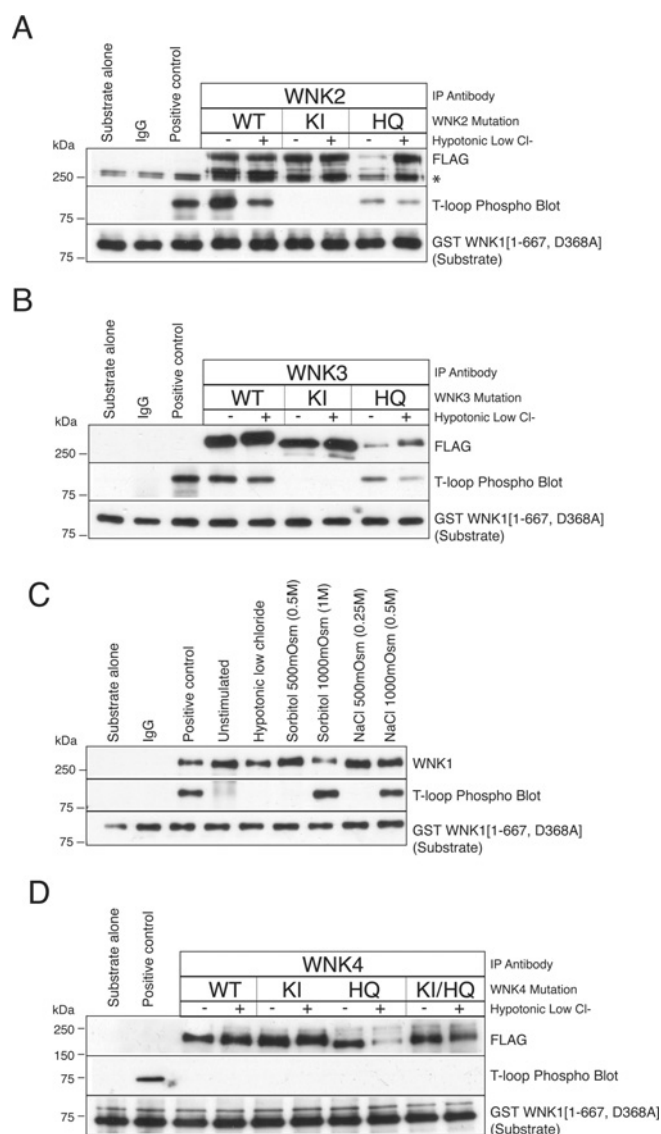 A
Substrate alone
IgG
Positive control
WNK2
IP Antibody
WT
KI
HQ
WNK2 Mutation
- + - + - +
Hypotonic Low Cl-
kDa
FLAG
250
*
T-loop Phospho Blot
75
GST WNK1[1-667, D368A]
75
(Substrate)
B
Substrate alone
IgG
Positive control
WNK3
IP Antibody
WT
KI
HQ
WNK3 Mutation
- + - + - +
Hypotonic Low Cl-
kDa
FLAG
250
T-loop Phospho Blot
75
GST WNK1[1-667, D368A]
75
(Substrate)
C
Substrate alone
IgG
Positive control
Unstimulated
Hypotonic low chloride
Sorbitol 500mOsm (0.5M)
Sorbitol 1000mOsm (1M)
NaCl 500mOsm (0.25M)
NaCl 1000mOsm (0.5M)
kDa
WNK1
250
T-loop Phospho Blot
75
GST WNK1[1-667, D368A]
75
(Substrate)
D
Substrate alone
Positive control
WNK4
IP Antibody
WT
KI
HQ
KI/HQ
WNK4 Mutation
- + - + - + - +
Hypotonic Low Cl-
kDa
250
FLAG
150
75
T-loop Phospho Blot
75
GST WNK1[1-667, D368A]
(Substrate)